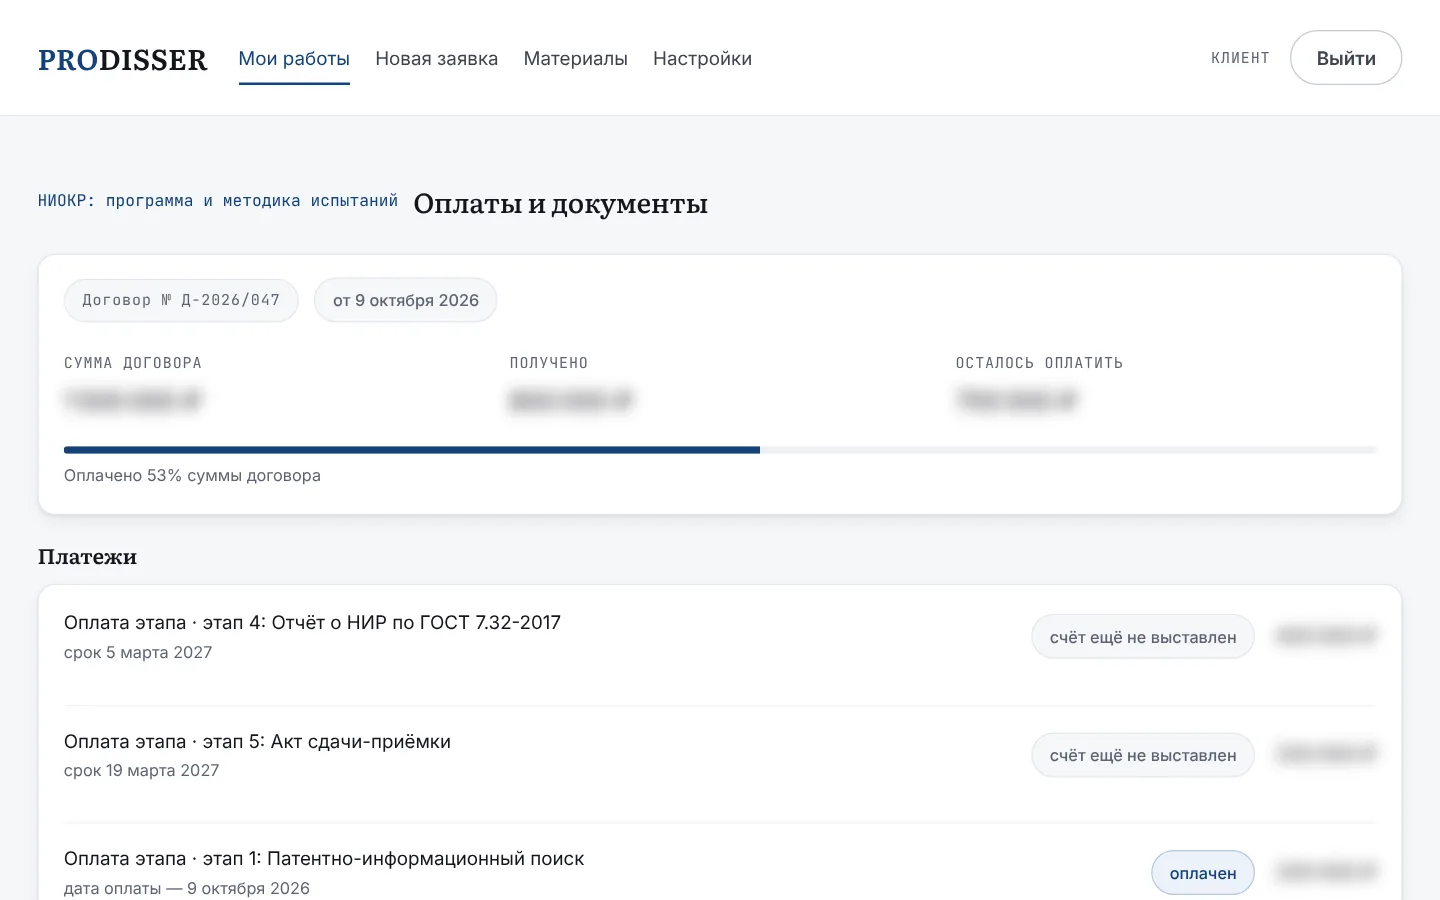 PRODISSER Мои работы Новая заявка Материалы Настройки КЛИЕНТ Выйти
НИОКР: программа и методика испытаний Оплаты и документы
Договор № Д-2026/047 от 9 октября 2026
СУММА ДОГОВОРА ПОЛУЧЕНО ОСТАЛОСЬ ОПЛАТИТЬ
Оплачено 53% суммы договора
Платежи
Оплата этапа · этап 4: Отчёт о НИР по ГОСТ 7.32-2017
срок 5 марта 2027
счёт ещё не выставлен
Оплата этапа · этап 5: Акт сдачи-приёмки
срок 19 марта 2027
счёт ещё не выставлен
Оплата этапа · этап 1: Патентно-информационный поиск
дата оплаты — 9 октября 2026
оплачен